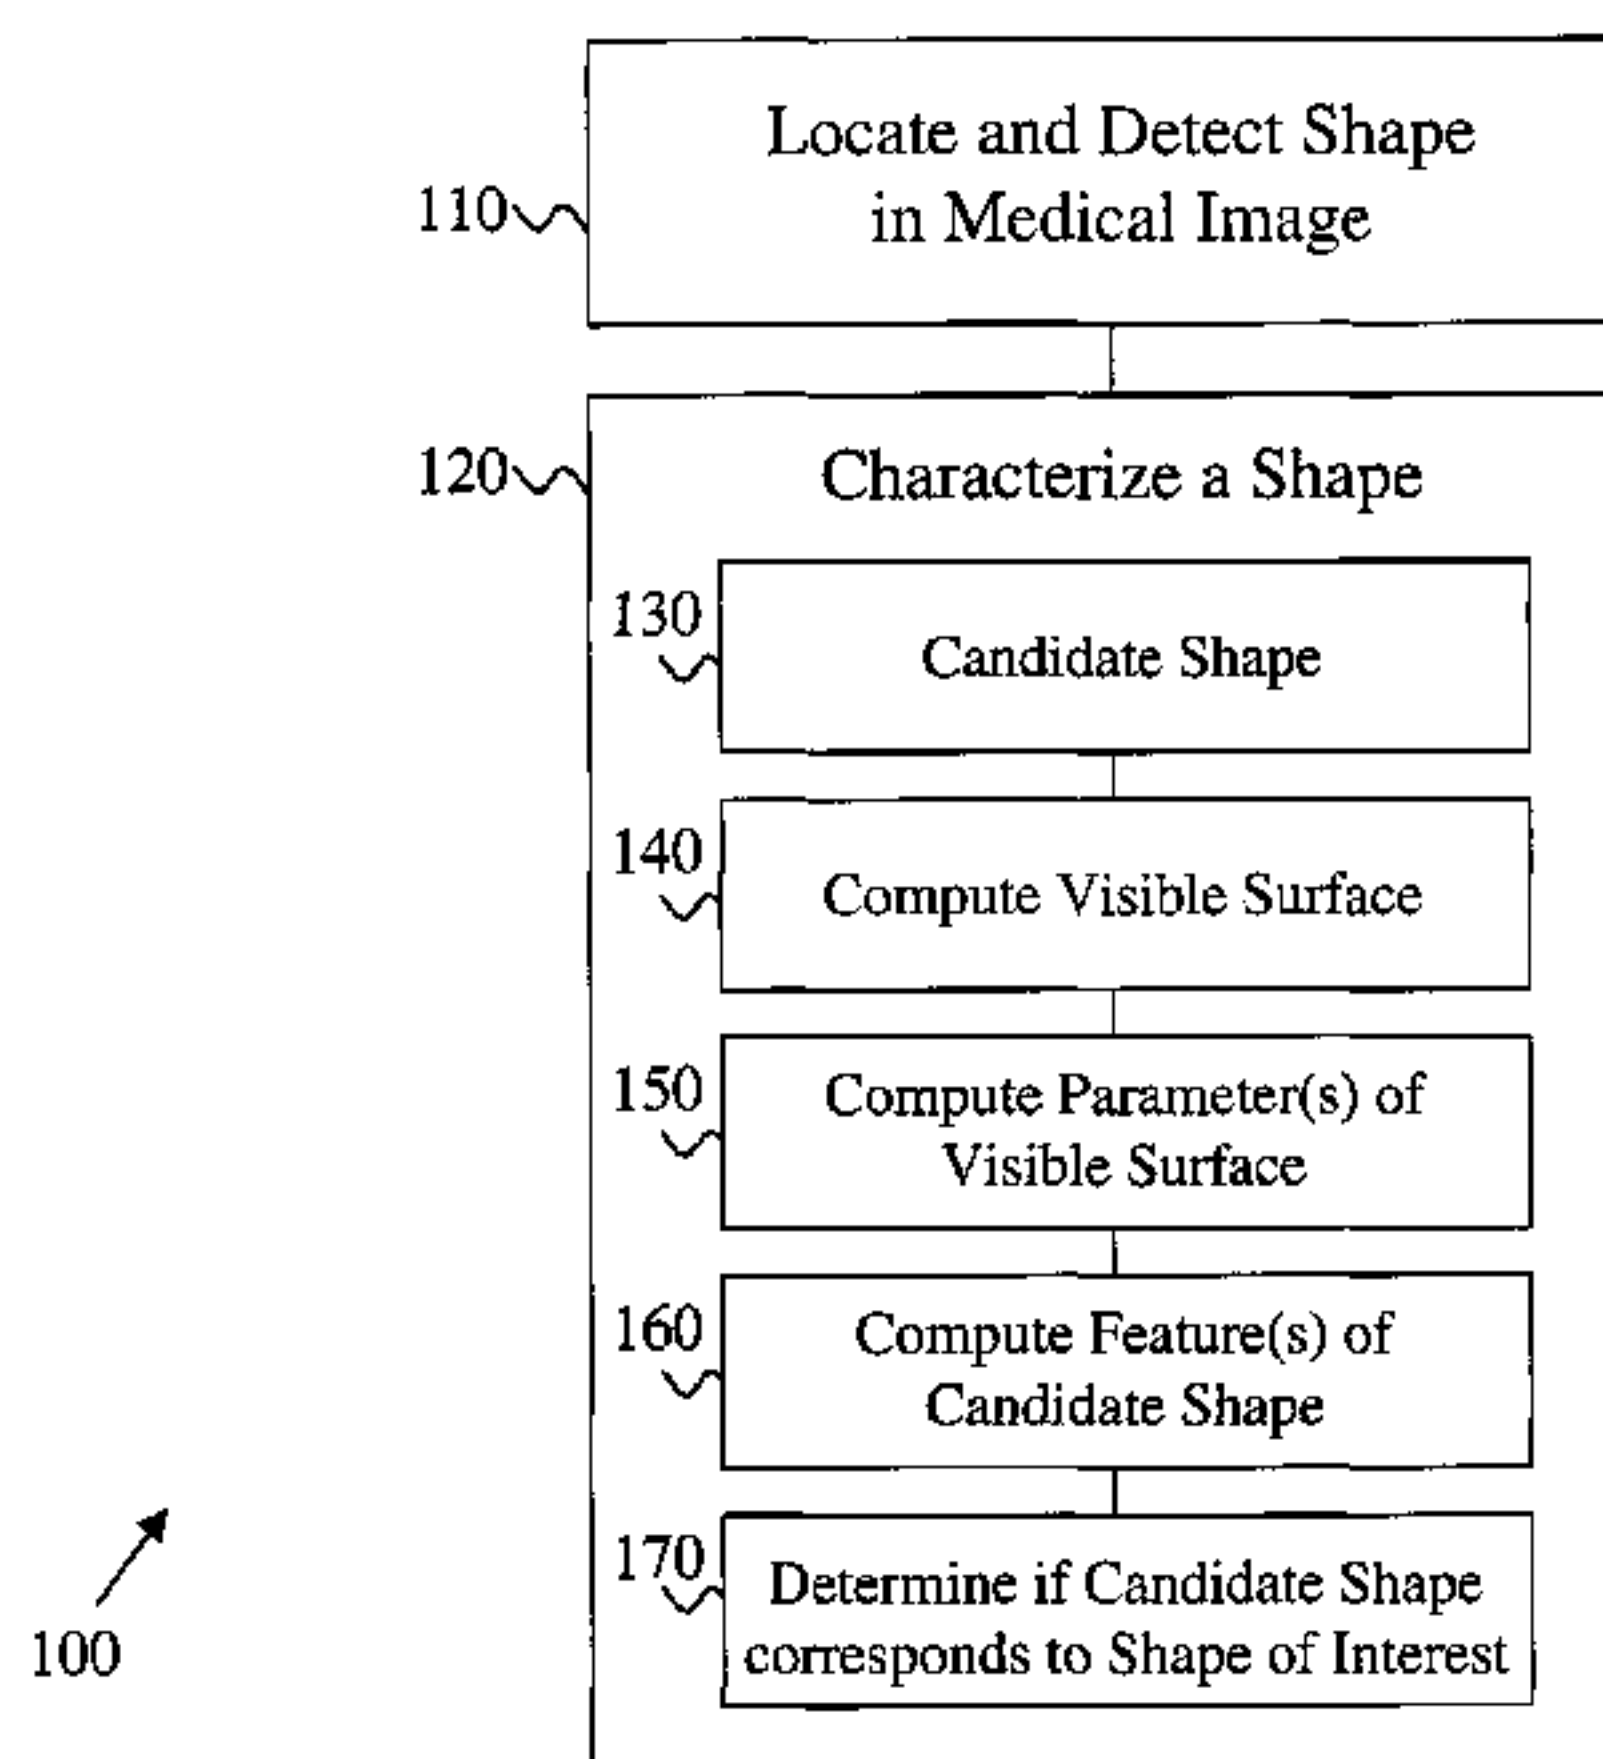 Locate and Detect Shape
in Medical Image
110
120
Characterize a Shape
130
Candidate Shape
140
Compute Visible Surface
150
Compute Parameter(s) of
Visible Surface
160
Compute Feature(s) of
Candidate Shape
170
Determine if Candidate Shape
corresponds to Shape of Interest
100